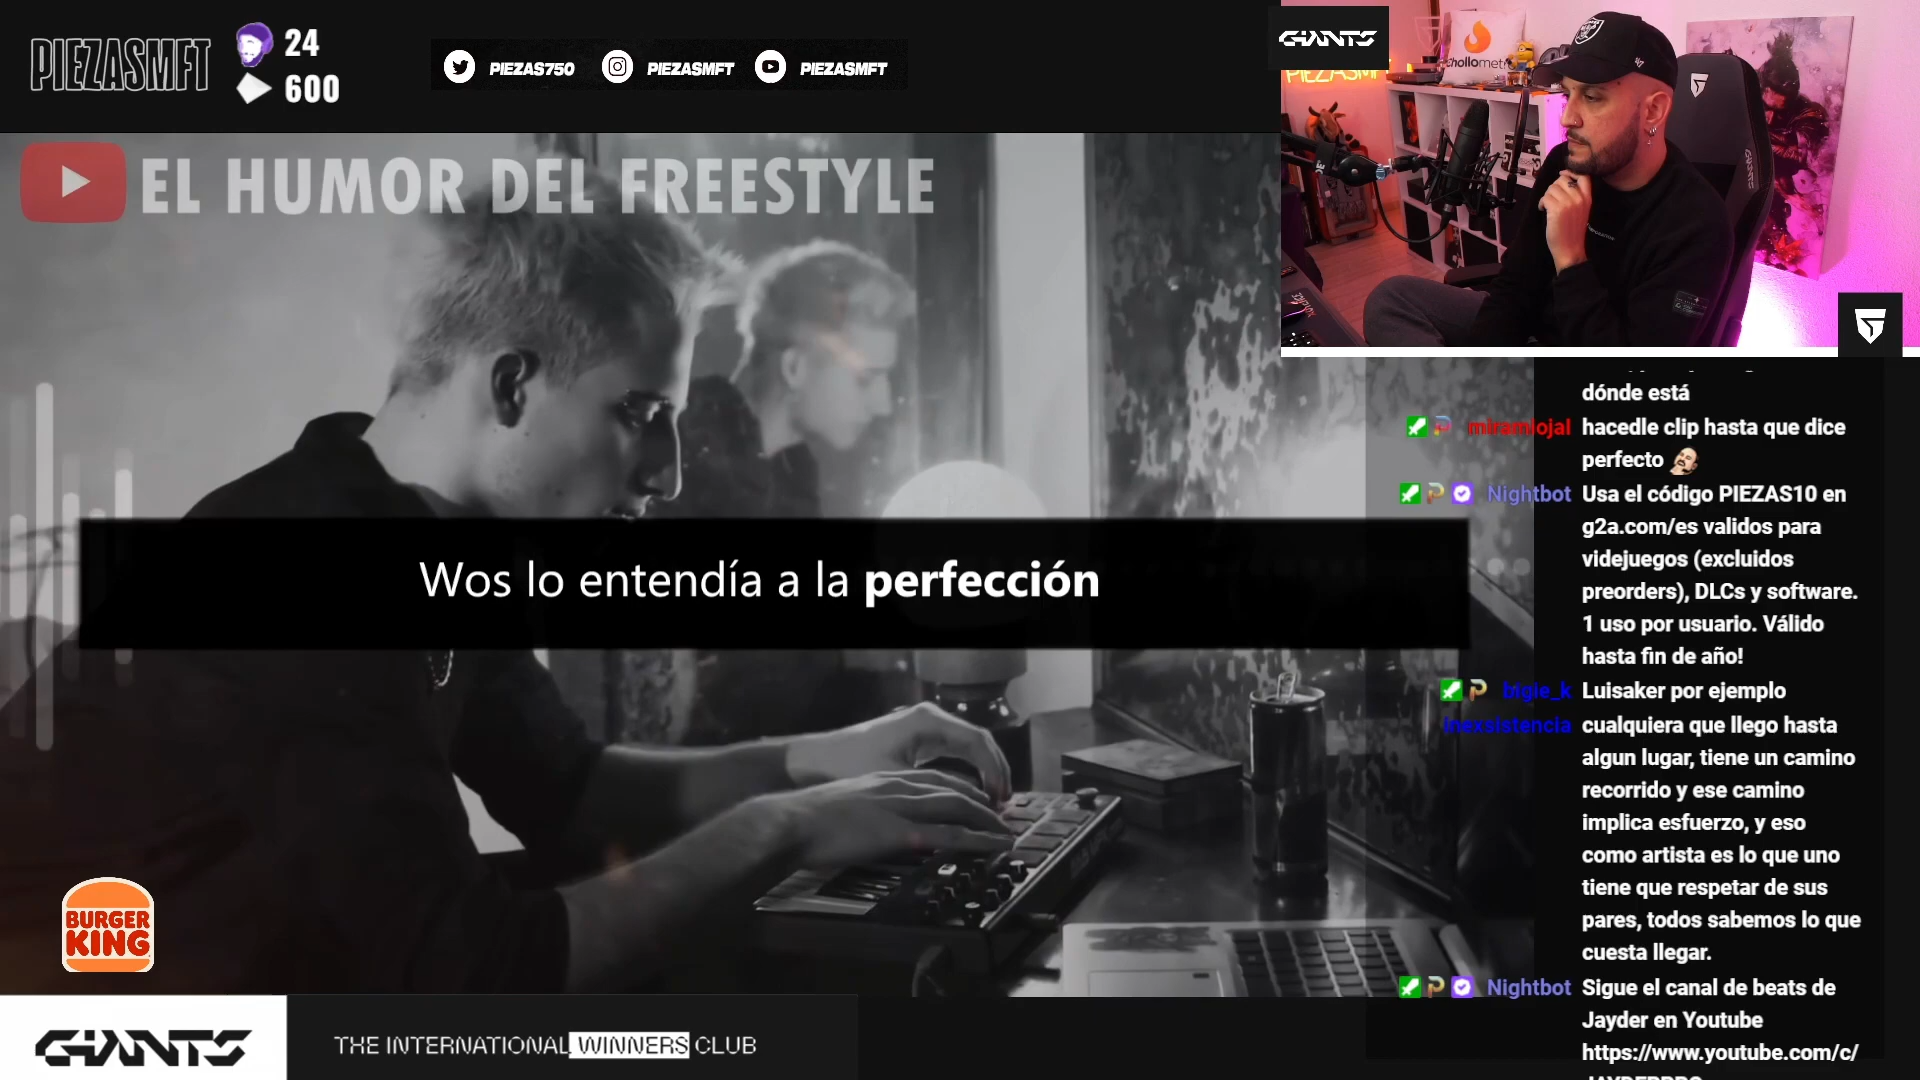 PIEZASMFT
24
600
PIEZAS750
PIEZASMFT
PIEZASMFT
GIANTS
chollomet
EL HUMOR DEL FREESTYLE
dónde está
miramiojal hacedle clip hasta que dice
perfecto
Nightbot Usa el código PIEZAS10 en
g2a.com/es validos para
videjuegos (excluidos
preorders), DLCs y software.
1 uso por usuario. Válido
hasta fin de año!
bigie_k Luisaker por ejemplo
inexsistencia cualquiera que llego hasta
algun lugar, tiene un camino
recorrido y ese camino
implica esfuerzo, y eso
como artista es lo que uno
tiene que respetar de sus
pares, todos sabemos lo que
cuesta llegar.
Nightbot Sigue el canal de beats de
Jayder en Youtube
https://www.youtube.com/c/
Wos lo entendía a la perfección
BURGER
KING
GIANTS
THE INTERNATIONAL WINNERS CLUB